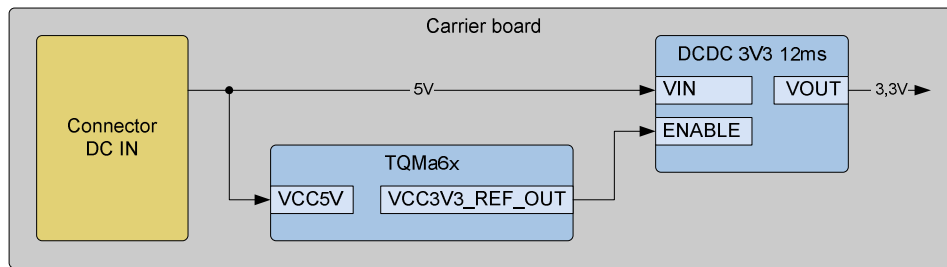 Carrier board
Connector
DC IN
5V
DCDC 3V3 12ms
VIN
VOUT
3,3V
ENABLE
TQMa6x
VCC5V
VCC3V3_REF_OUT